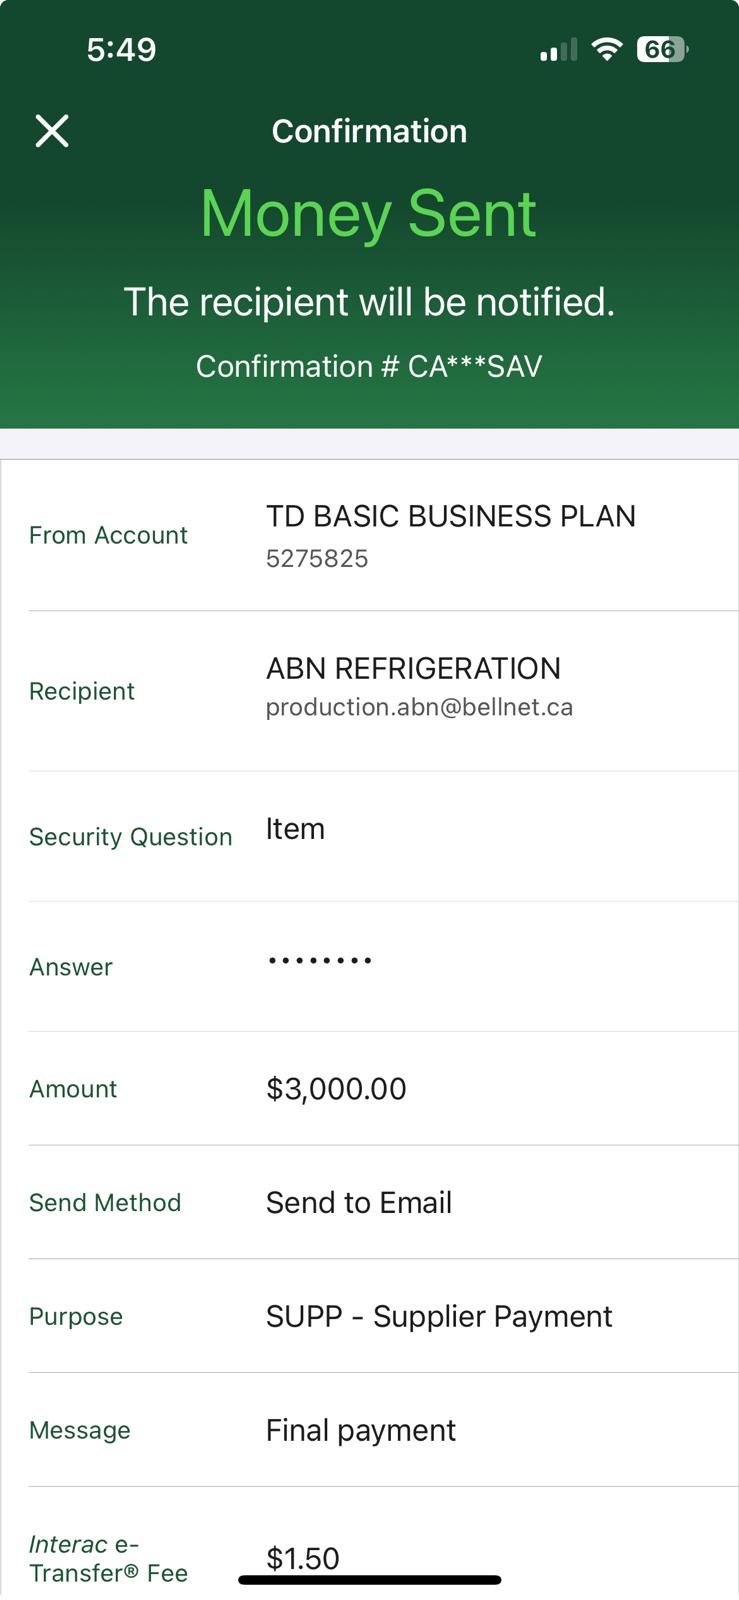 5:49
66
Confirmation
Money Sent
The recipient will be notified.
Confirmation # CA***SAV
From Account
TD BASIC BUSINESS PLAN
5275825
Recipient
ABN REFRIGERATION
production.abn@bellnet.ca
Security Question
Item
Answer
••••••••
Amount
$3,000.00
Send Method
Send to Email
Purpose
SUPP - Supplier Payment
Message
Final payment
Interac e-
Transfer® Fee
$1.50